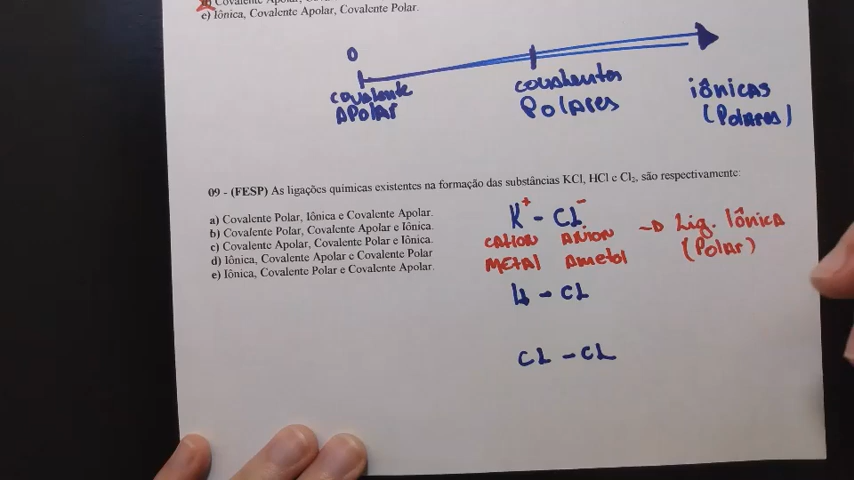 Covalente Apolar,
e) Iônica, Covalente Apolar, Covalente Polar.
0
covalente
APOLAR
covalentes
POLARES
iônicas
(POLARES)
09 - (FESP) As ligações químicas existentes na formação das substâncias KCl, HCl e Cl₂, são respectivamente:
a) Covalente Polar, Iônica e Covalente Apolar.
b) Covalente Polar, Covalente Apolar e Iônica.
c) Covalente Apolar, Covalente Polar e Iônica.
d) Iônica, Covalente Apolar e Covalente Polar
e) Iônica, Covalente Polar e Covalente Apolar.
K⁺ - CL⁻
CATION ANION
METAL Ametal
Lig. Iônica
(Polar)
H - CL
CL - CL